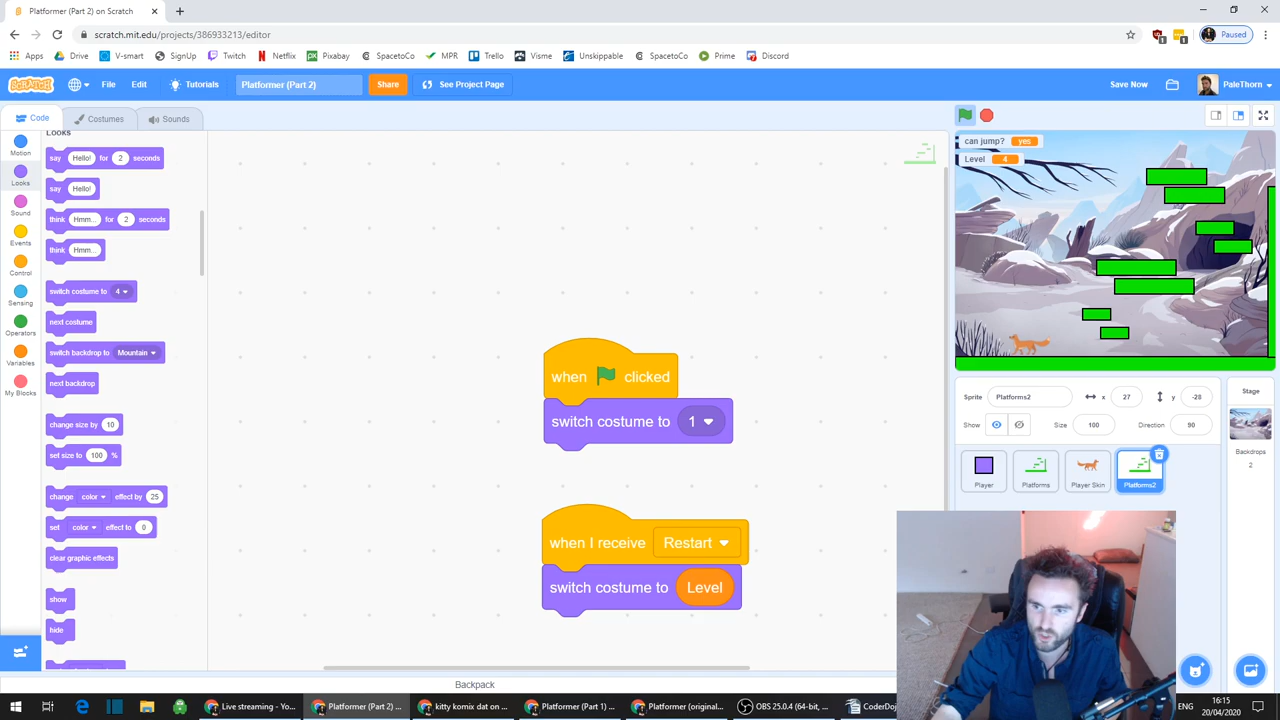 Platformer (Part 2) on Scratch
scratch.mit.edu/projects/386933213/editor
Paused
Apps
Drive
V-smart
SignUp
Twitch
Netflix
Pixabay
SpacetoCo
MPR
Trello
Visme
Unskippable
SpacetoCo
Prime
Discord
SCRATCH
File
Edit
Tutorials
Platformer (Part 2)
Share
See Project Page
Save Now
PaleThorn
Code
Costumes
Sounds
Motion
Looks
Sound
Events
Control
Sensing
Operators
Variables
My Blocks
Looks
say Hello! for 2 seconds
say Hello!
think Hmm... for 2 seconds
think Hmm...
switch costume to 4
next costume
switch backdrop to Mountain
next backdrop
change size by 10
set size to 100 %
change color effect by 25
set color effect to 0
clear graphic effects
show
hide
when clicked
switch costume to 1
when I receive Restart
switch costume to Level
can jump? yes
Level 4
Sprite Platforms2 x 27 y -28
Show Size 100 Direction 90
Player
Platforms
Player Skin
Platforms2
Stage
Backdrops
2
Backpack
Live streaming - Yo...
Platformer (Part 2) ...
kitty komix dat on ...
Platformer (Part 1) ...
Platformer (original...
OBS 25.0.4 (64-bit, ...
CoderDoj
ENG
16:15
20/04/2020